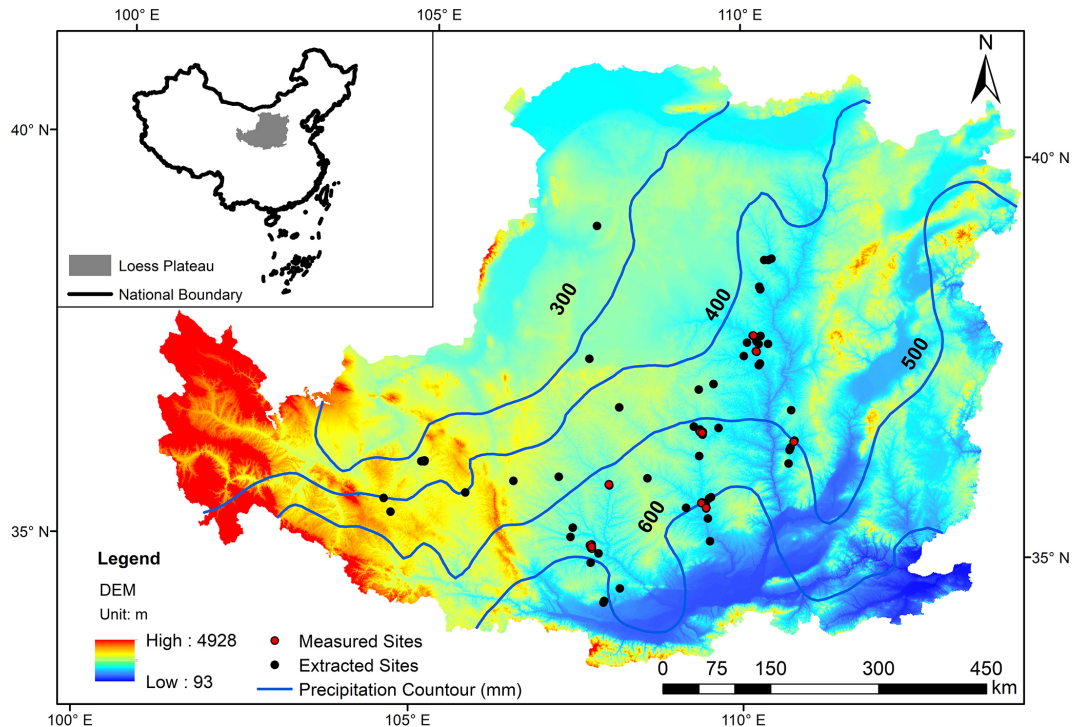 100° E 105° E 110° E
N
40° N
40° N
Loess Plateau
National Boundary
300
400
500
600
35° N
35° N
Legend
DEM
Unit: m
High : 4928
Low : 93
Measured Sites
Extracted Sites
Precipitation Countour (mm)
0 75 150 300 450
km
100° E 105° E 110° E